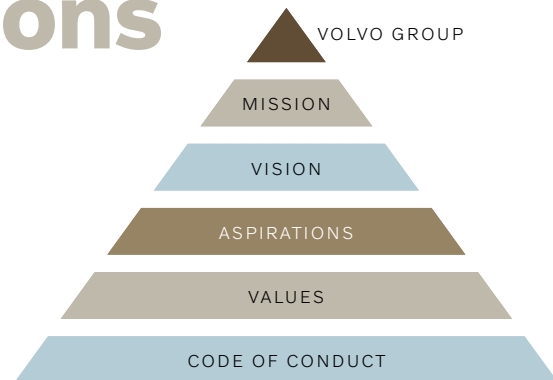 ons
VOLVO GROUP
MISSION
VISION
ASPIRATIONS
VALUES
CODE OF CONDUCT